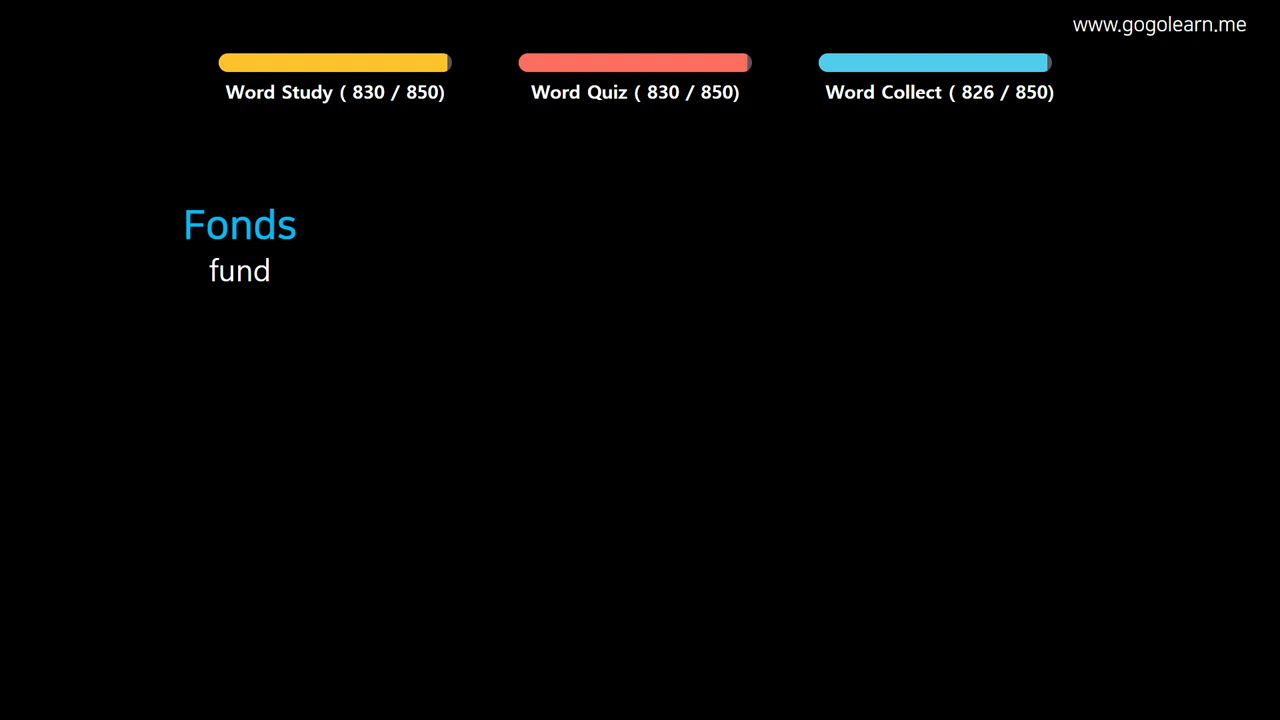 www.gogolearn.me
Word Study ( 830 / 850)
Word Quiz ( 830 / 850)
Word Collect ( 826 / 850)
Fonds
fund